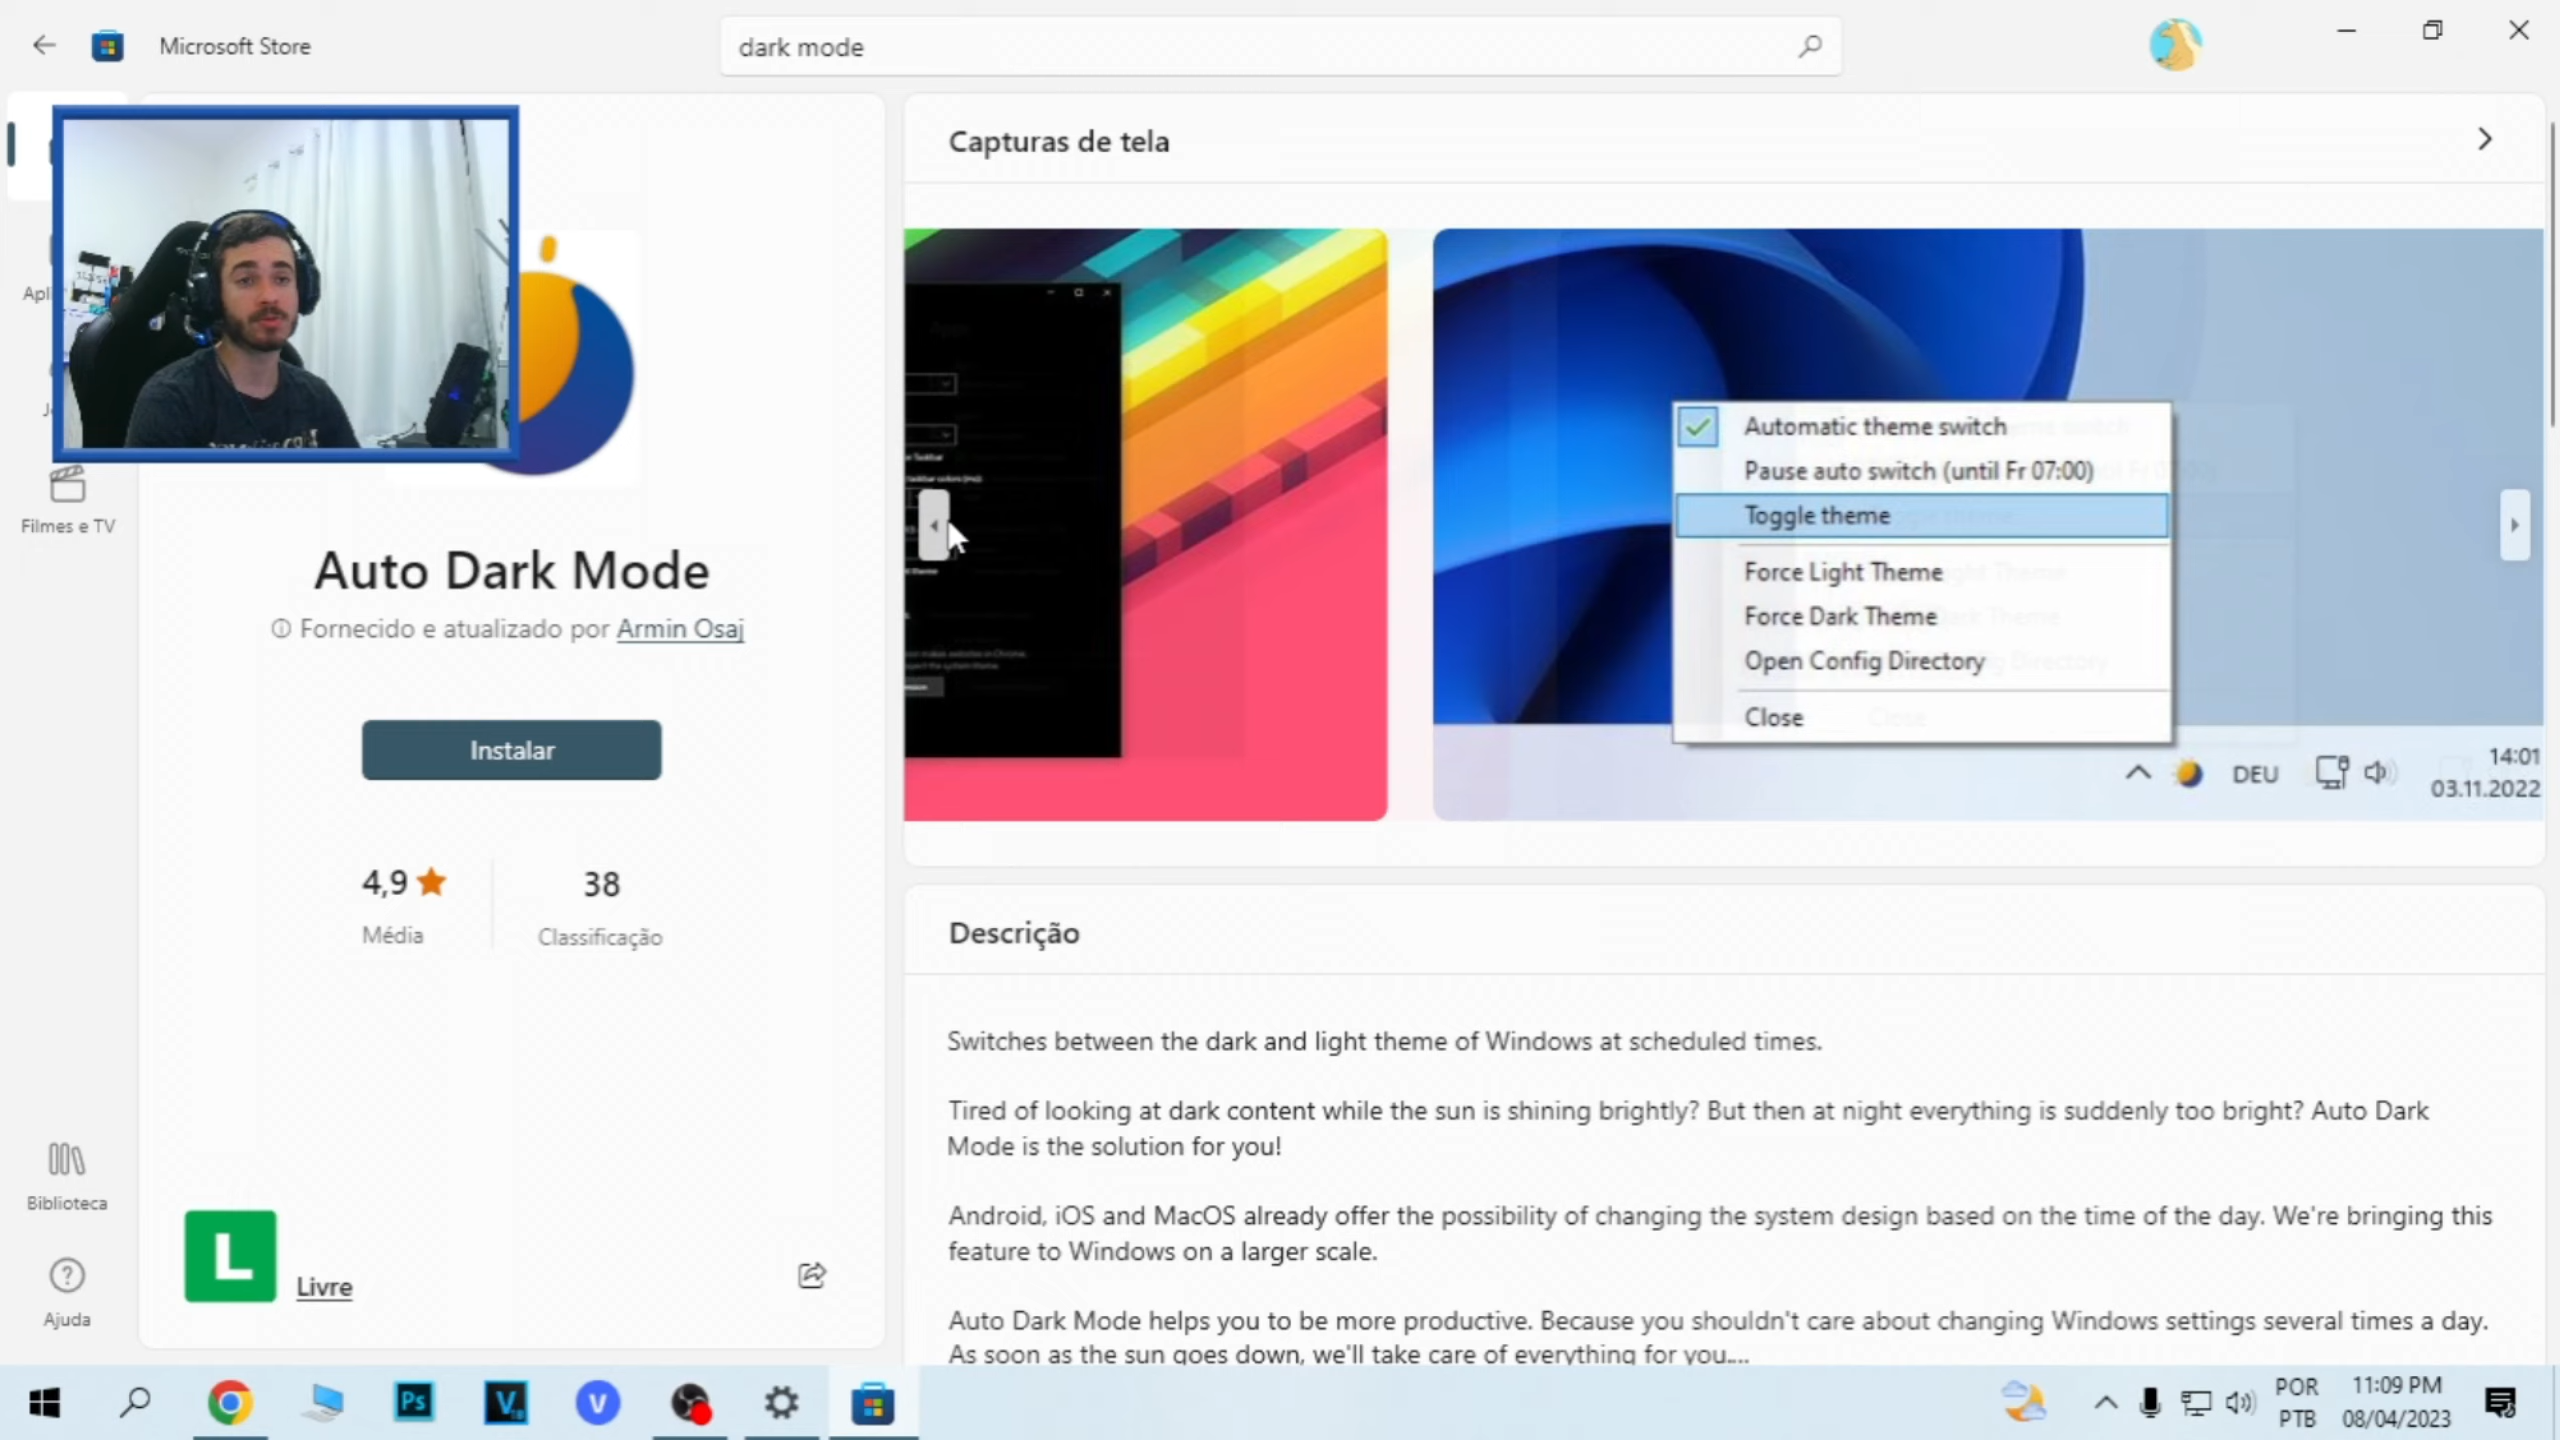 Microsoft Store
dark mode
Filmes e TV
Biblioteca
Ajuda
Auto Dark Mode
Fornecido e atualizado por Armin Osaj
Instalar
4,9
Média
38
Classificação
L
Livre
Capturas de tela
Automatic theme switch
Pause auto switch (until Fr 07:00)
Toggle theme
Force Light Theme
Force Dark Theme
Open Config Directory
Close
DEU
14:01
03.11.2022
Descrição
Switches between the dark and light theme of Windows at scheduled times.
Tired of looking at dark content while the sun is shining brightly? But then at night everything is suddenly too bright? Auto Dark
Mode is the solution for you!
Android, iOS and MacOS already offer the possibility of changing the system design based on the time of the day. We're bringing this
feature to Windows on a larger scale.
Auto Dark Mode helps you to be more productive. Because you shouldn't care about changing Windows settings several times a day.
As soon as the sun goes down, we'll take care of everything for you....
Ps
V
V
POR
PTB
11:09 PM
08/04/2023